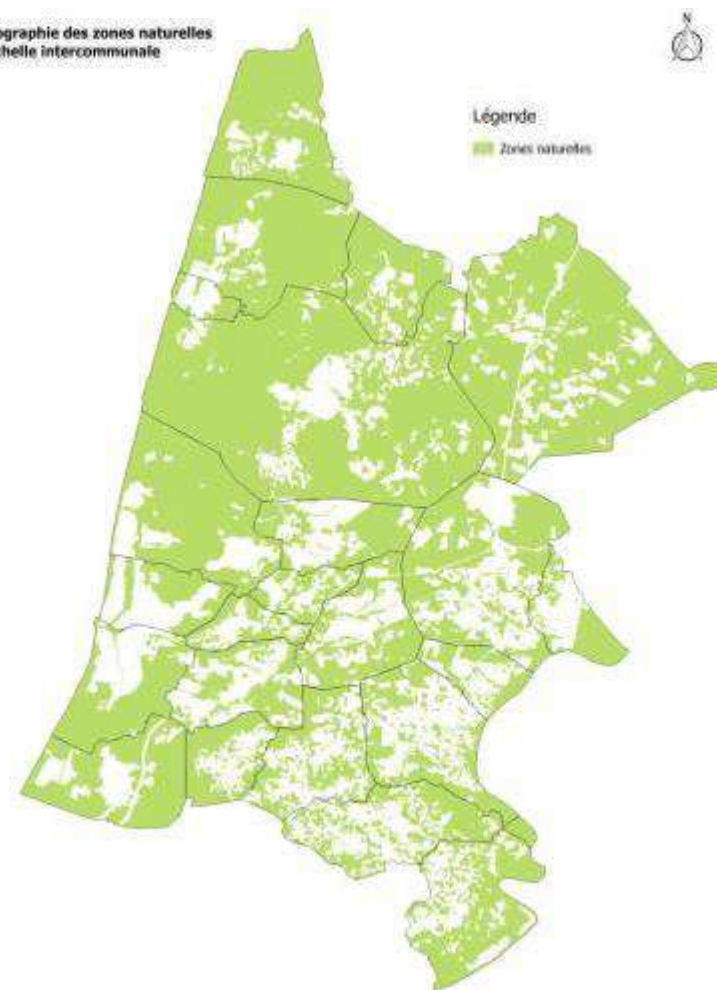 ographie des zones naturelles
chelle intercommunale
N
Légende
Zones naturelles